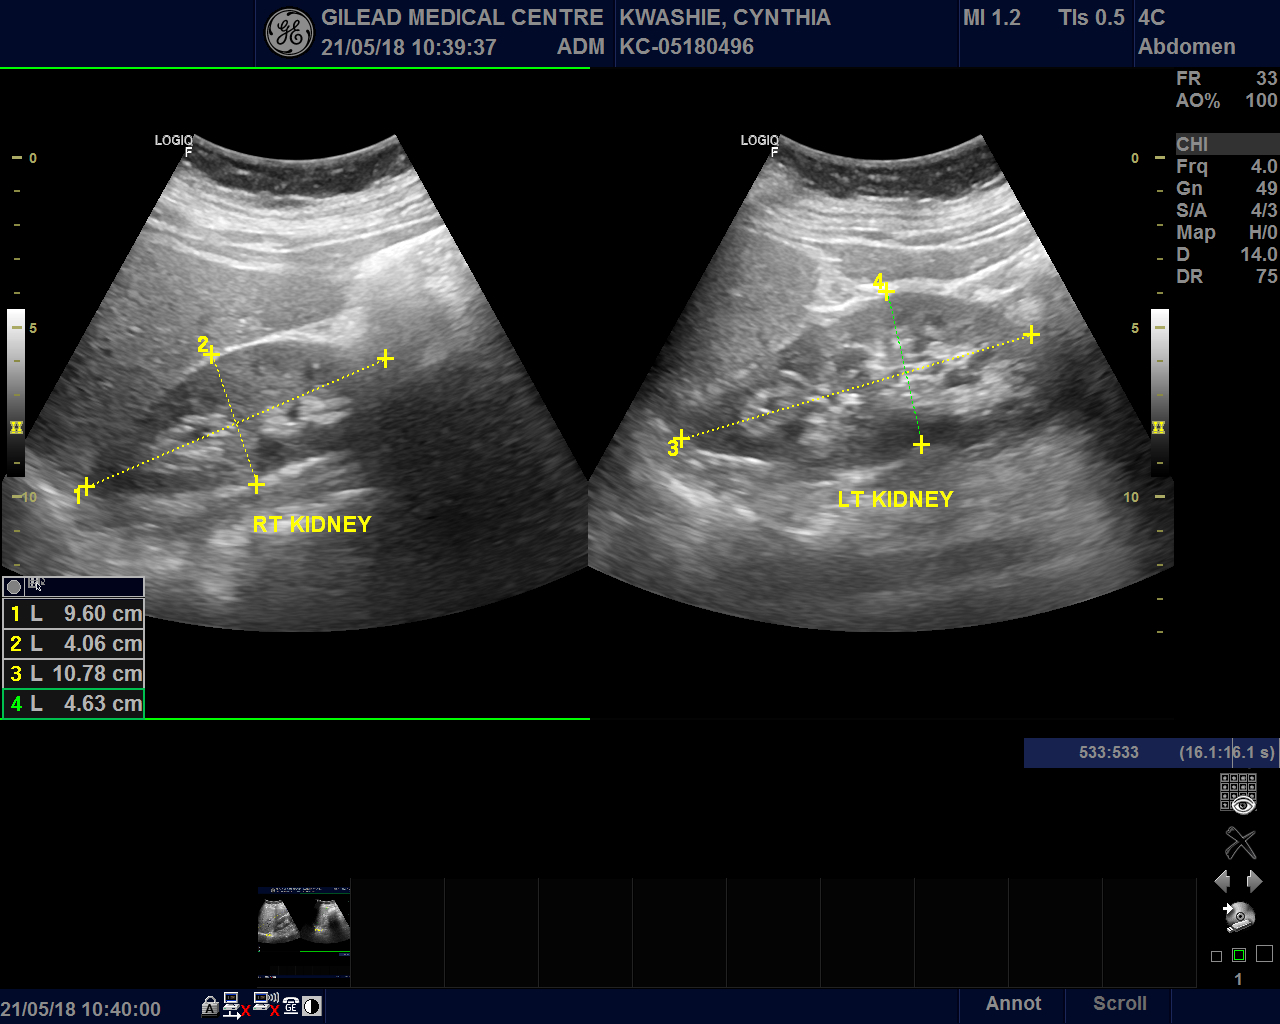 GILEAD MEDICAL CENTRE
21/05/18 10:39:37 ADM
KWASHIE, CYNTHIA
KC-05180496
MI 1.2 TIs 0.5
4C
Abdomen
FR 33
AO% 100
CHI
Frq 4.0
Gn 49
S/A 4/3
Map H/0
D 14.0
DR 75
LOGIQ
F
0
5
10
2
1
RT KIDNEY
LOGIQ
F
0
5
10
4
3
LT KIDNEY
1 L 9.60 cm
2 L 4.06 cm
3 L 10.78 cm
4 L 4.63 cm
533:533 (16.1:16.1 s)
1
21/05/18 10:40:00
A
GE
Annot Scroll